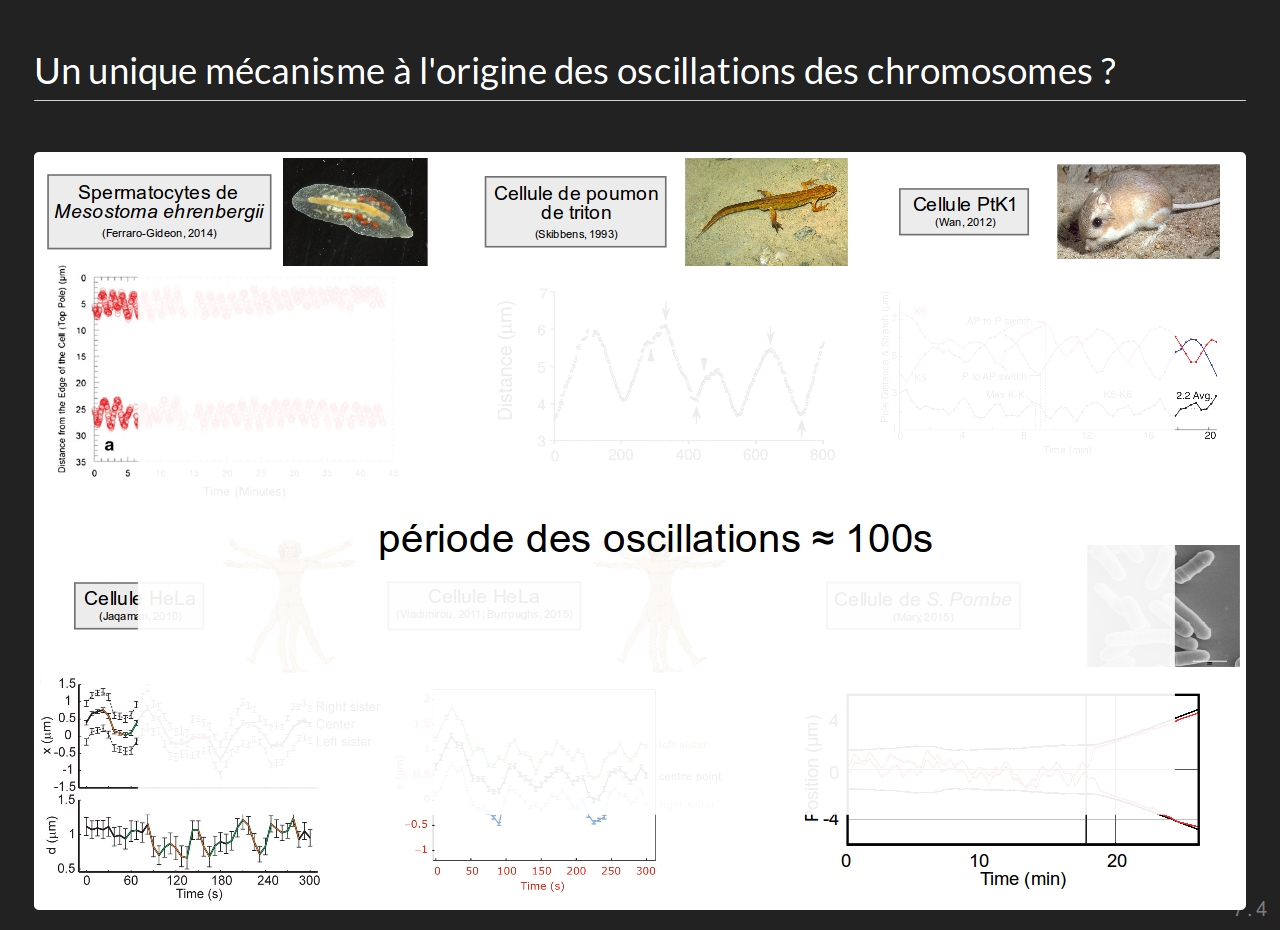 Un unique mécanisme à l'origine des oscillations des chromosomes ?
Spermatocytes de
Mesostoma ehrenbergii
(Ferraro-Gideon, 2014)
Cellule de poumon
de triton
(Skibbens, 1993)
Cellule PtK1
(Wan, 2012)
Distance from the Edge of the Cell (Top Pole) (µm)
0
5
10
15
20
25
30
35
a
0 5 10 15 20 25 30 35 40 45
Time (Minutes)
Distance (µm)
7
6
5
4
3
0 200 400 600 800
Pole Distance & Stretch (µm)
K6
AP to P switch
P to AP switch
K5
Max K-K
K5-K6
2.2 Avg.
0 4 8 12 16 20
Time (min)
période des oscillations ≈ 100s
Cellule HeLa
(Jaqaman, 2010)
Cellule HeLa
(Vladimirou, 2011; Burroughs, 2015)
Cellule de S. Pombe
(Mary, 2015)
x (µm)
1.5
1
0.5
0
-0.5
-1
-1.5
Right sister
Center
Left sister
d (µm)
1.5
1
0.5
0 60 120 180 240 300
Time (s)
2
1.5
0.5
0
−0.5
−1
centre point
0 50 100 150 200 250 300
Time (s)
Position (µm)
4
0
-4
0 10 20
Time (min)
7.4